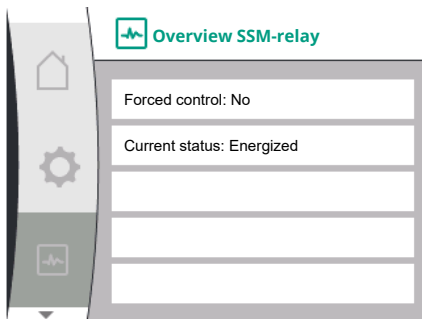 Overview SSM-relay
Forced control: No
Current status: Energized